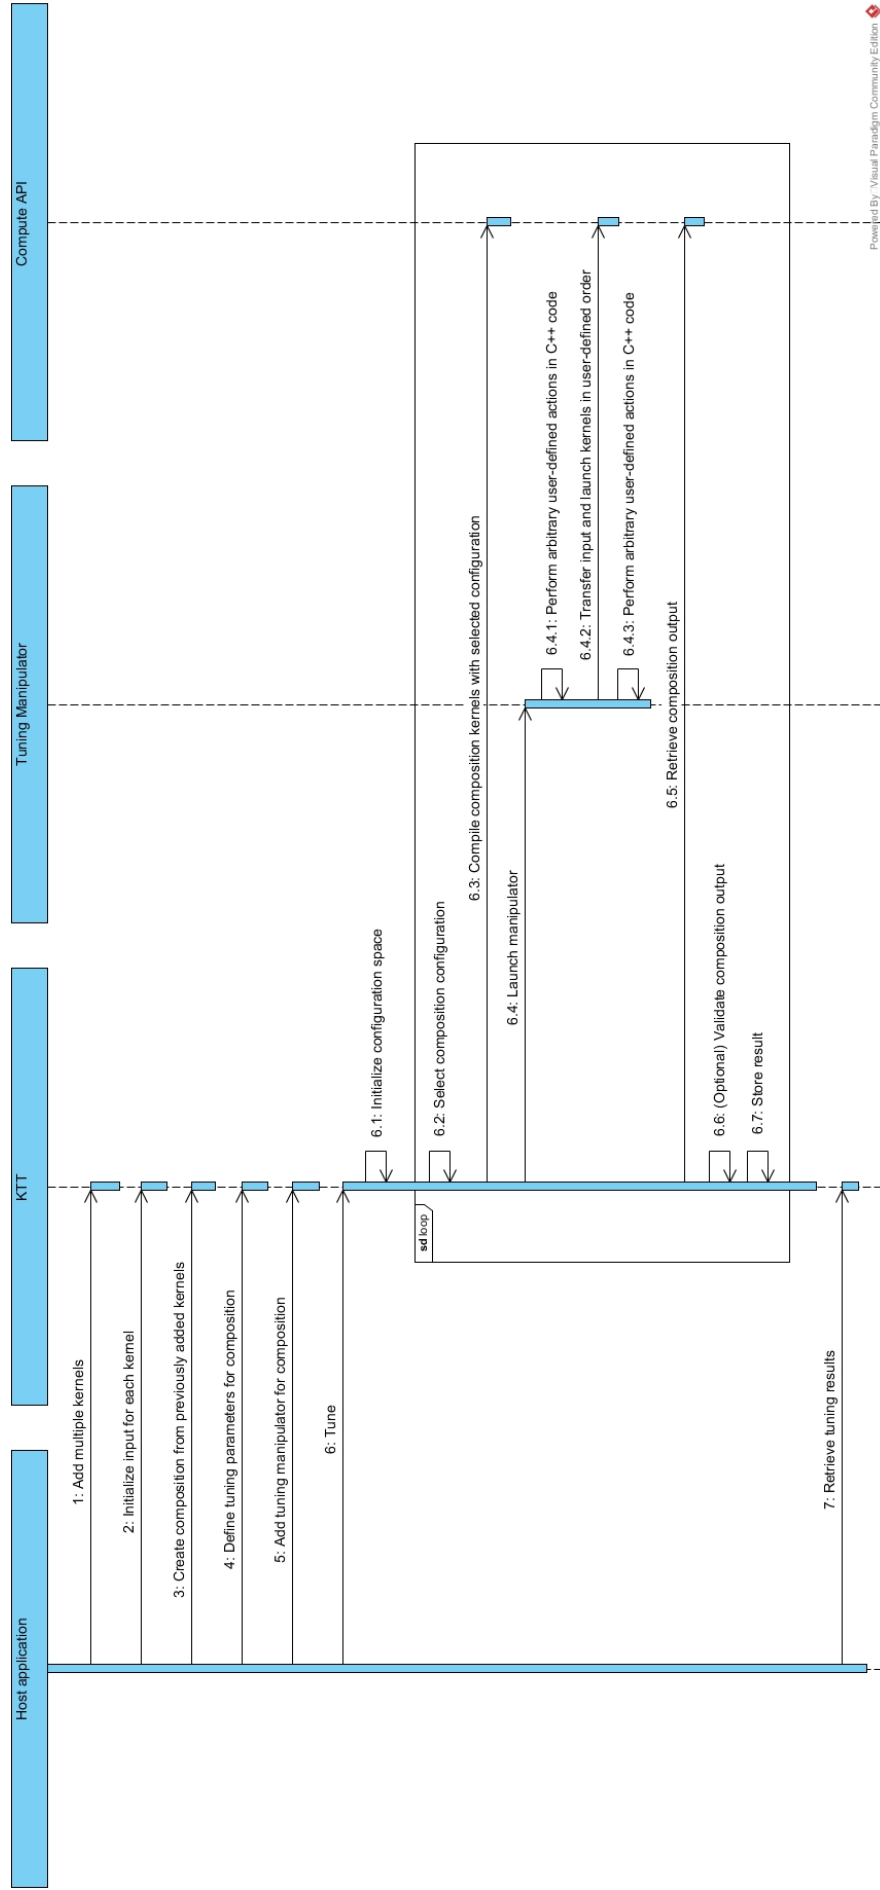 Host application
KTT
Tuning Manipulator
Compute API
1: Add multiple kernels
2: Initialize input for each kernel
3: Create composition from previously added kernels
4: Define tuning parameters for composition
5: Add tuning manipulator for composition
6: Tune
6.1: Initialize configuration space
sd loop
6.2: Select composition configuration
6.3: Compile composition kernels with selected configuration
6.4: Launch manipulator
6.4.1: Perform arbitrary user-defined actions in C++ code
6.4.2: Transfer input and launch kernels in user-defined order
6.4.3: Perform arbitrary user-defined actions in C++ code
6.5: Retrieve composition output
6.6: (Optional) Validate composition output
6.7: Store result
7: Retrieve tuning results
Powered By Visual Paradigm Community Edition